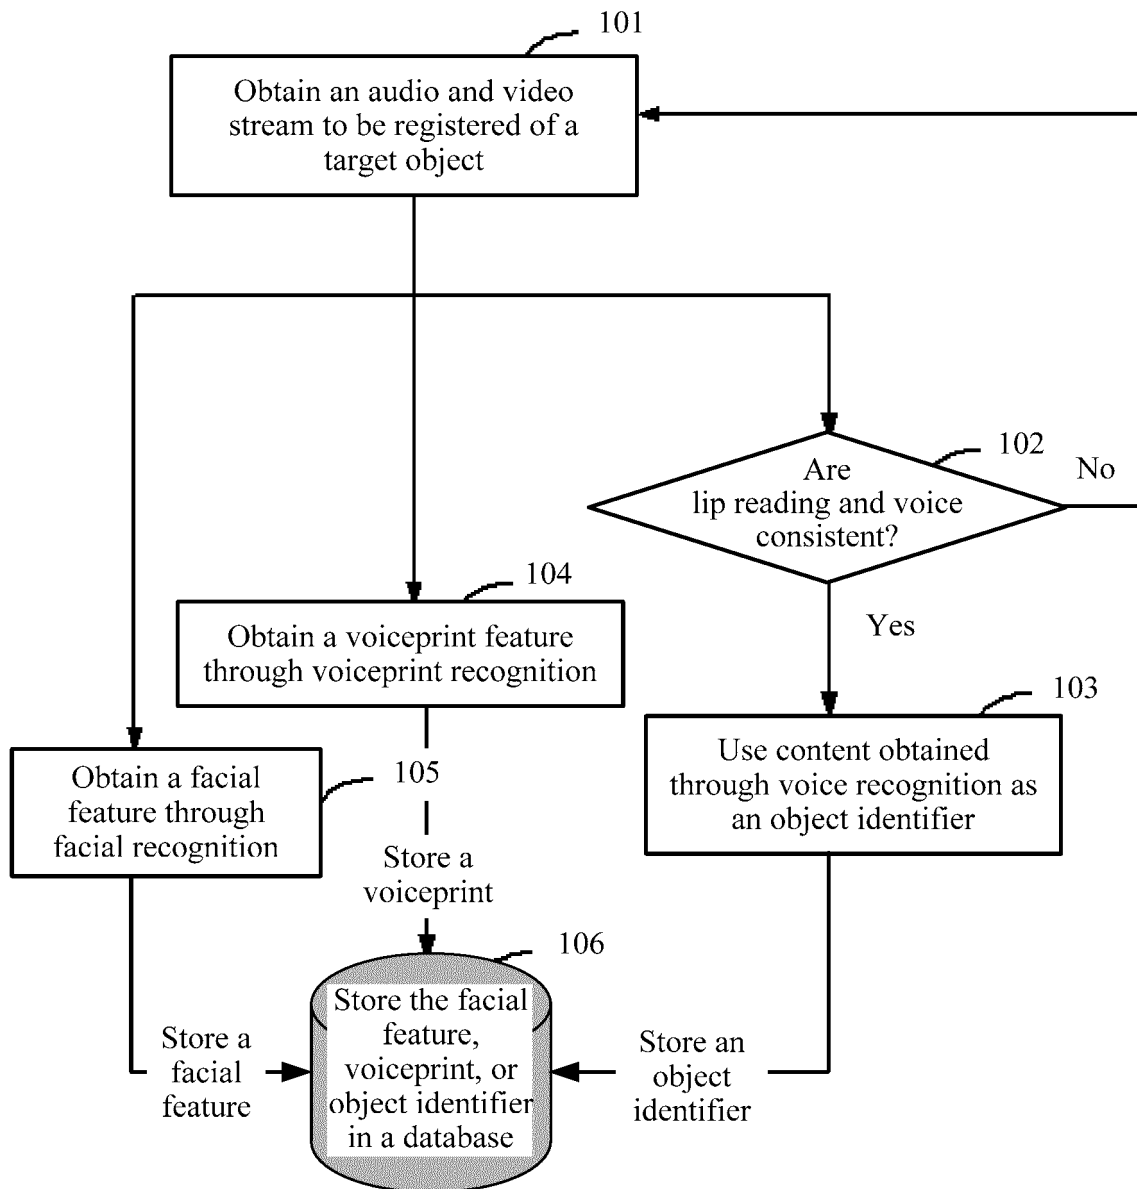 101
Obtain an audio and video
stream to be registered of a
target object
102
Are
lip reading and voice
consistent?
No
Yes
104
Obtain a voiceprint feature
through voiceprint recognition
103
Use content obtained
through voice recognition as
an object identifier
105
Obtain a facial
feature through
facial recognition
Store a
voiceprint
106
Store the facial
feature,
voiceprint, or
object identifier
in a database
Store a
facial
feature
Store an
object
identifier